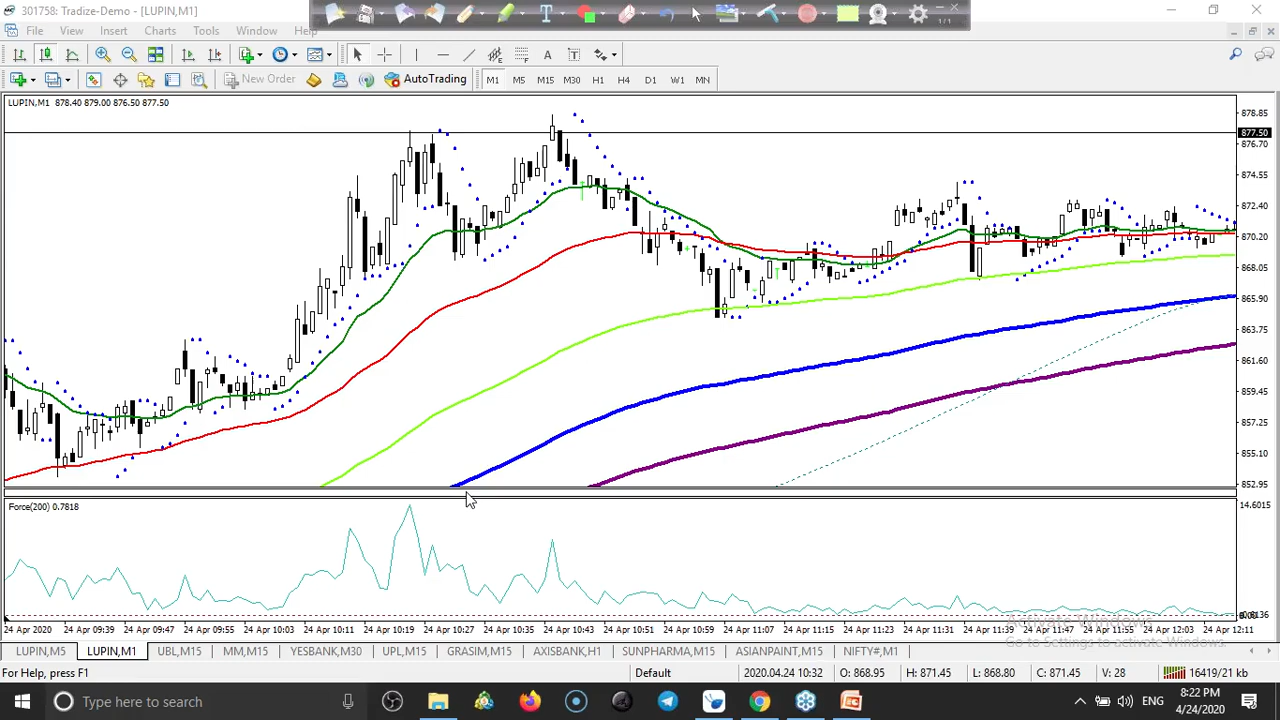 301758: Tradize-Demo - [LUPIN,M1]
1/1
File View Insert Charts Tools Window Help
New Order AutoTrading M1 M5 M15 M30 H1 H4 D1 W1 MN
LUPIN,M1 878.40 879.00 876.50 877.50
878.85
877.50
876.70
874.55
872.40
870.20
868.05
865.90
863.75
861.60
859.45
857.25
855.10
852.95
Force(200) 0.7818
14.6015
24 Apr 2020 24 Apr 09:39 24 Apr 09:47 24 Apr 09:55 24 Apr 10:03 24 Apr 10:11 24 Apr 10:19 24 Apr 10:27 24 Apr 10:35 24 Apr 10:43 24 Apr 10:51 24 Apr 10:59 24 Apr 11:07 24 Apr 11:15 24 Apr 11:23 24 Apr 11:31 24 Apr 11:39 24 Apr 11:47 24 Apr 11:55 24 Apr 12:03 24 Apr 12:11
Activate Windows
Go to Settings to activate Windows.
LUPIN,M5 LUPIN,M1 UBL,M15 MM,M15 YESBANK,M30 UPL,M15 GRASIM,M15 AXISBANK,H1 SUNPHARMA,M15 ASIANPAINT,M15 NIFTY#,M1
For Help, press F1 Default 2020.04.24 10:32 O: 868.95 H: 871.45 L: 868.80 C: 871.45 V: 28 16419/21 kb
Type here to search ENG 8:22 PM
4/24/2020